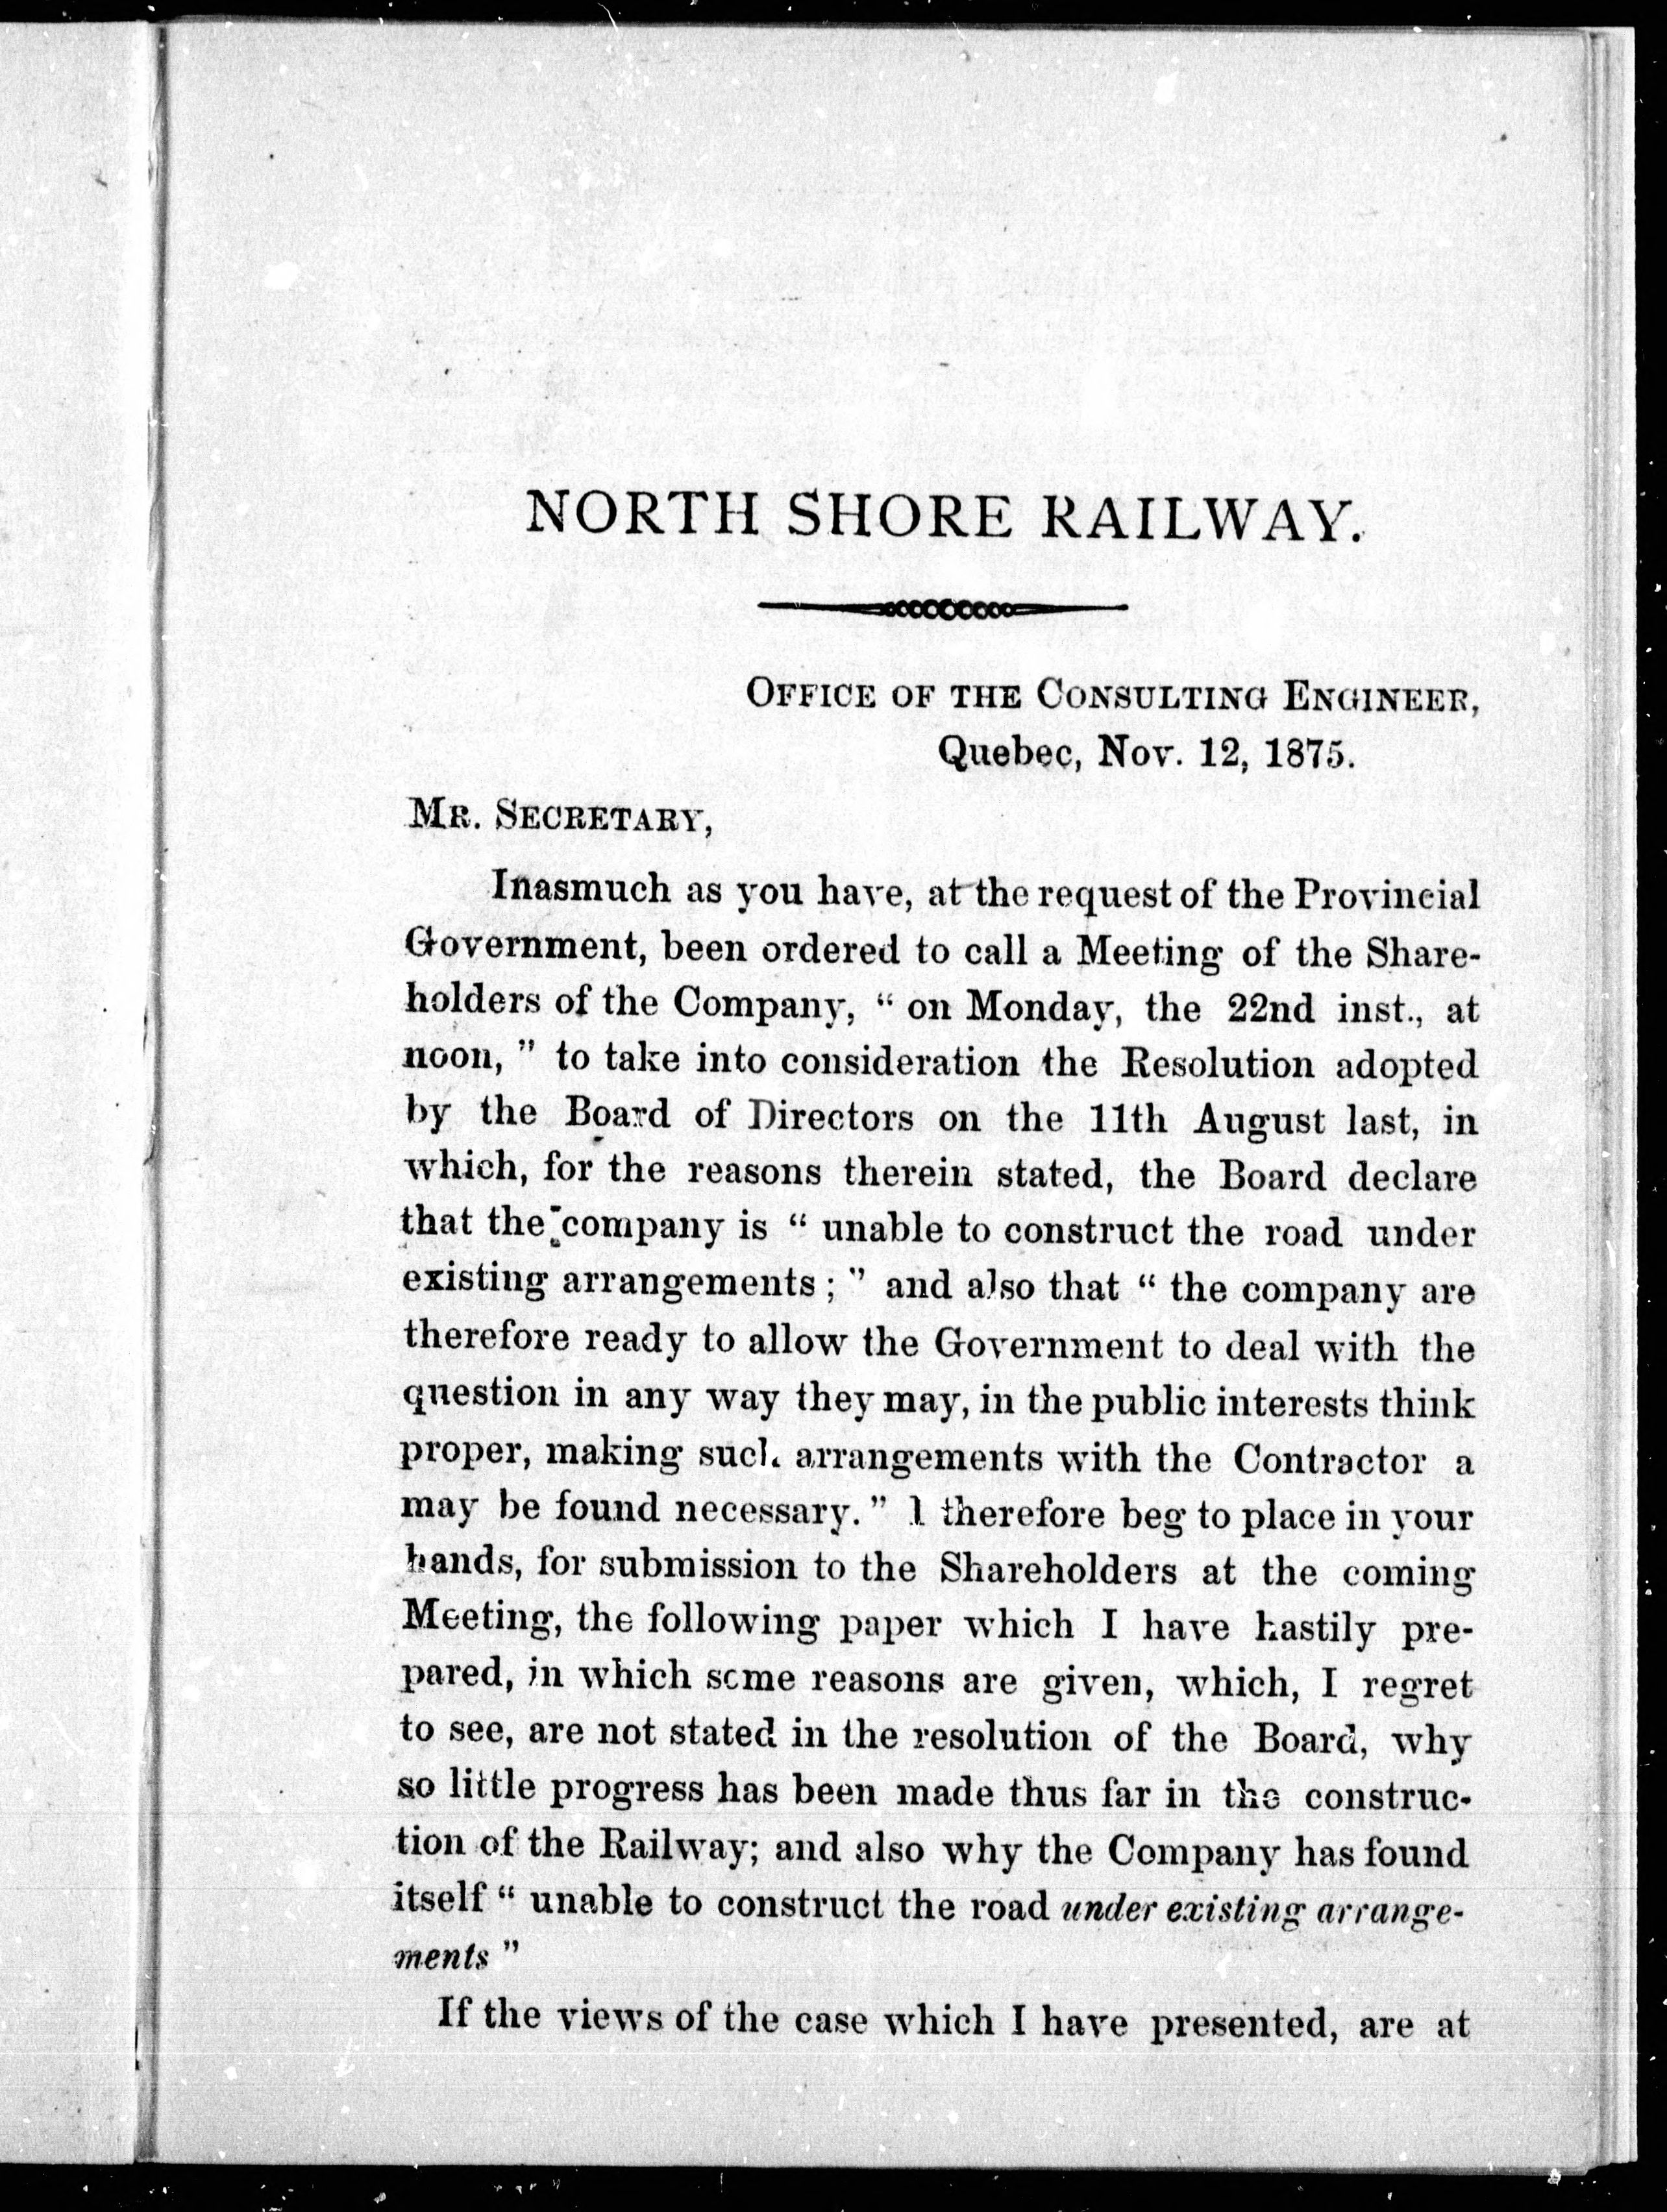 NORTH SHORE RAILWAY.
OFFICE OF THE CONSULTING ENGINEER,
Quebec, Nov. 12, 1875.
MR. SECRETARY,
Inasmuch as you have, at the request of the Provincial
Government, been ordered to call a Meeting of the Share-
holders of the Company, “ on Monday, the 22nd inst., at
noon, ” to take into consideration the Resolution adopted
by the Board of Directors on the 11th August last, in
which, for the reasons therein stated, the Board declare
that the company is “ unable to construct the road under
existing arrangements ; ” and also that “ the company are
therefore ready to allow the Government to deal with the
question in any way they may, in the public interests think
proper, making such arrangements with the Contractor a
may be found necessary. ” I therefore beg to place in your
hands, for submission to the Shareholders at the coming
Meeting, the following paper which I have hastily pre-
pared, in which some reasons are given, which, I regret
to see, are not stated in the resolution of the Board, why
so little progress has been made thus far in the construc-
tion of the Railway; and also why the Company has found
itself “ unable to construct the road under existing arrange-
ments ”
If the views of the case which I have presented, are at